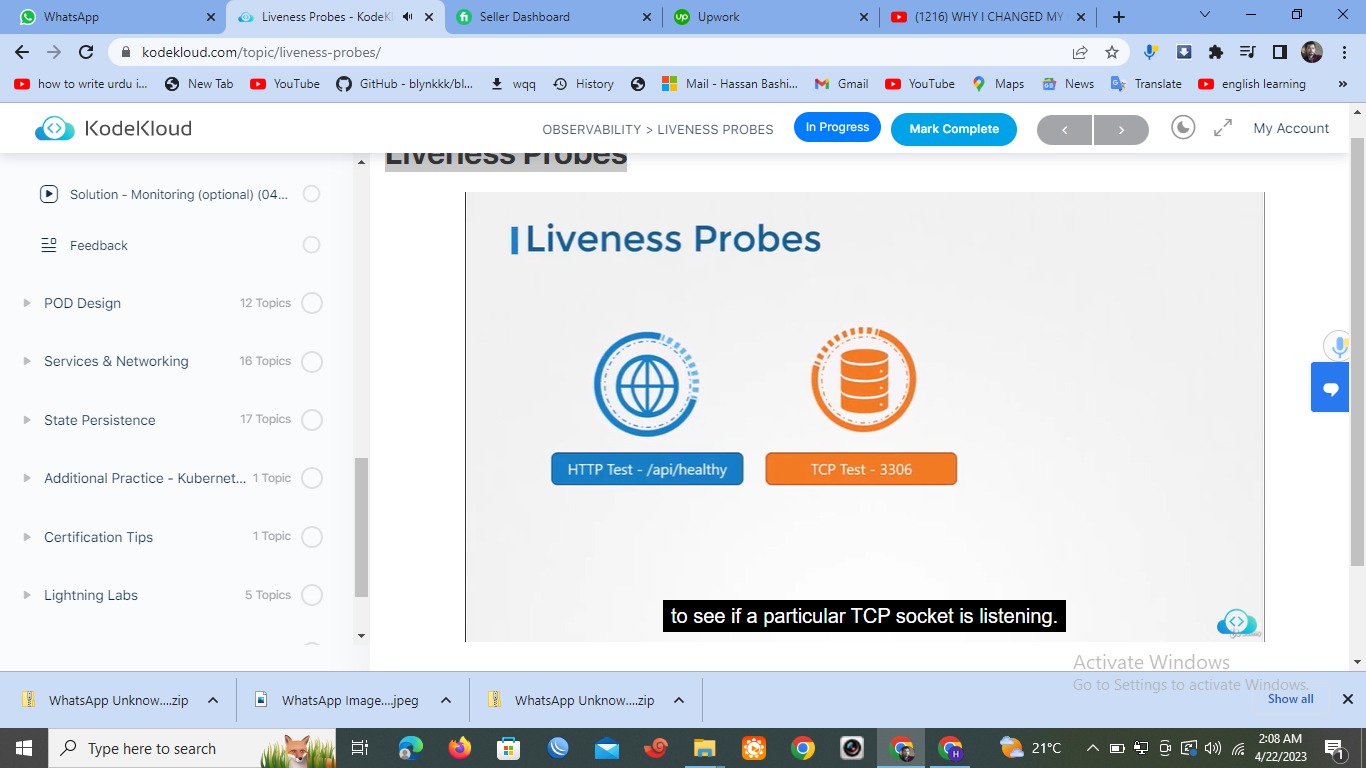 WhatsApp
Liveness Probes - KodeKl
Seller Dashboard
Upwork
(1216) WHY I CHANGED MY
kodekloud.com/topic/liveness-probes/
how to write urdu i...
New Tab
YouTube
GitHub - blynkkk/bl...
wqq
History
Mail - Hassan Bashi...
Gmail
YouTube
Maps
News
Translate
english learning
»
KodeKloud
OBSERVABILITY > LIVENESS PROBES
In Progress
Mark Complete
My Account
Liveness Probes
Solution - Monitoring (optional) (04...
Feedback
POD Design 12 Topics
Services & Networking 16 Topics
State Persistence 17 Topics
Additional Practice - Kubernet... 1 Topic
Certification Tips 1 Topic
Lightning Labs 5 Topics
Liveness Probes
HTTP Test - /api/healthy
TCP Test - 3306
to see if a particular TCP socket is listening.
Activate Windows
Go to Settings to activate Windows.
WhatsApp Unknow....zip
WhatsApp Image....jpeg
WhatsApp Unknow....zip
Show all
Type here to search
H
21°C
2:08 AM
4/22/2023
1